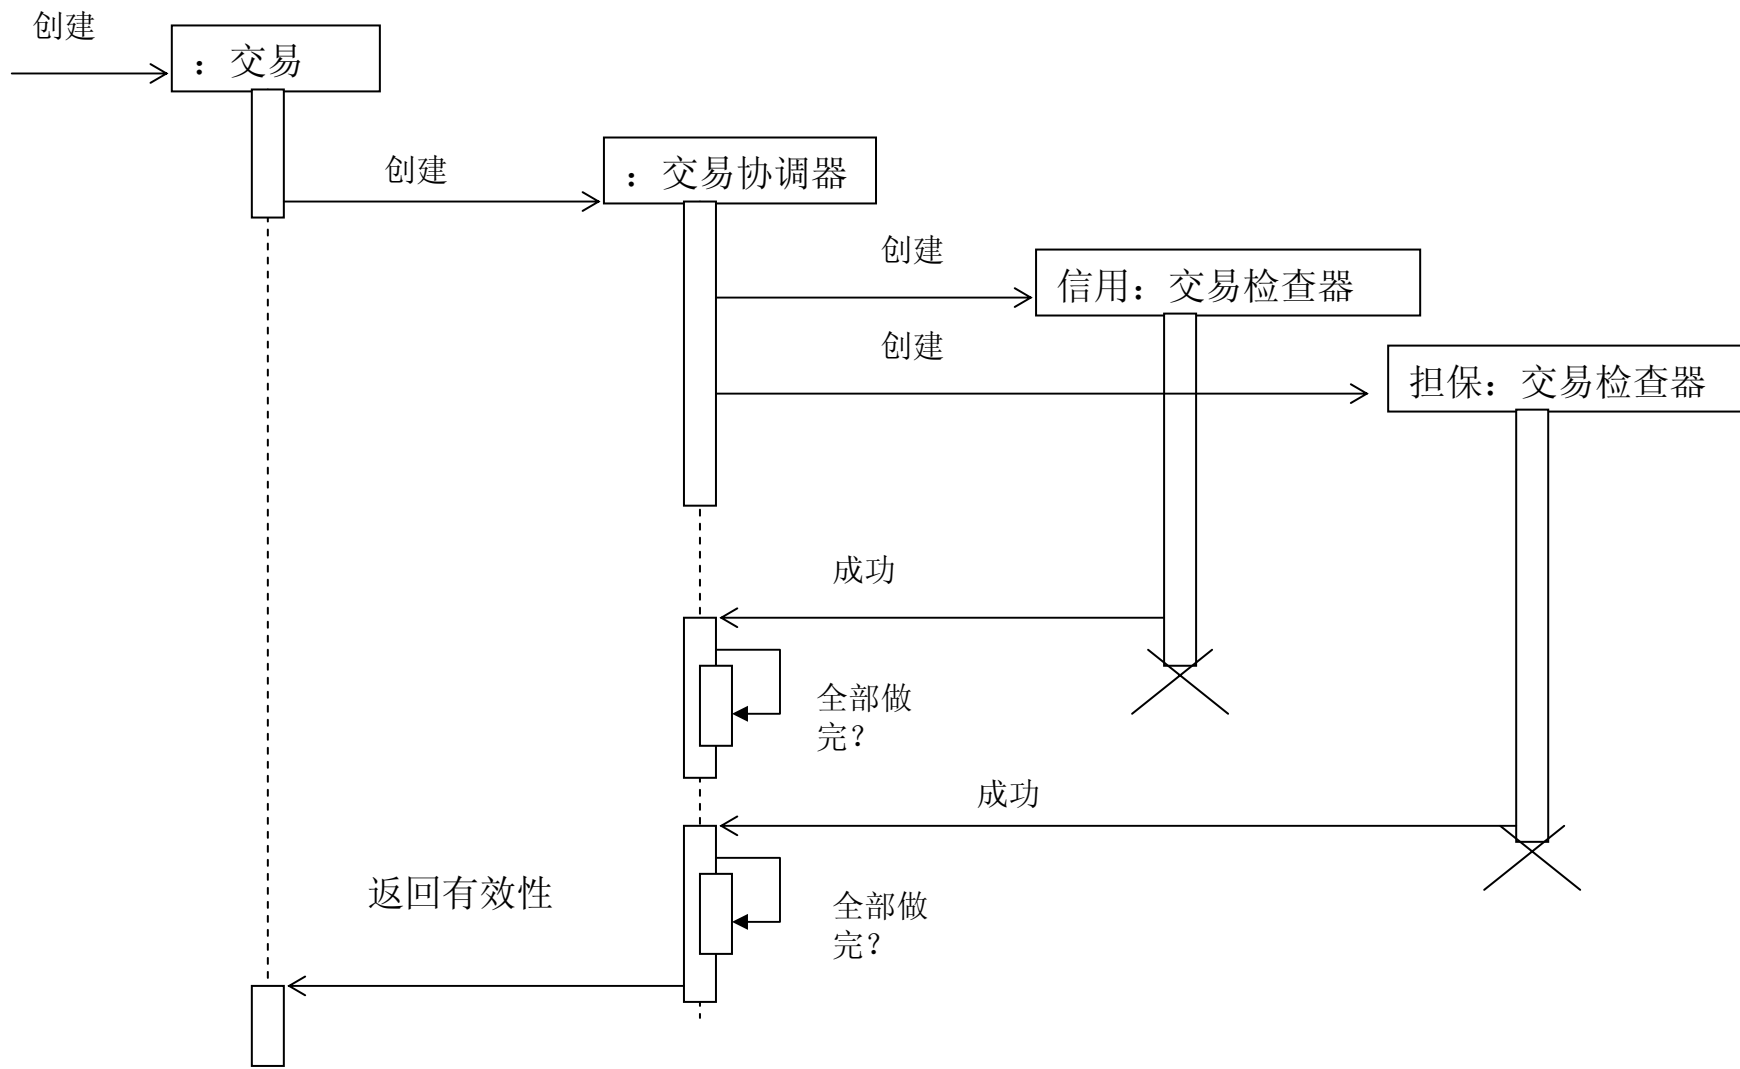 创建
：交易
创建
：交易协调器
创建
信用：交易检查器
创建
担保：交易检查器
成功
全部做
完？
成功
返回有效性
全部做
完？